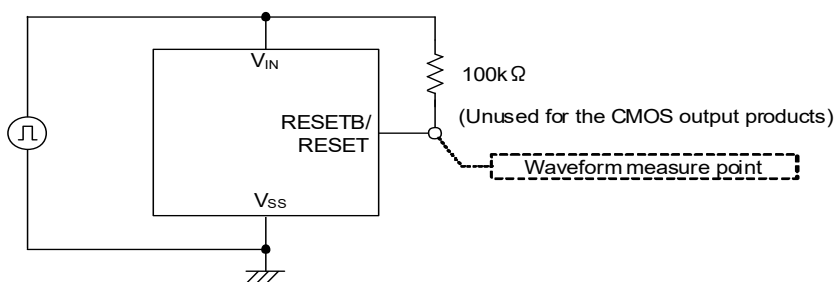 VIN
100kΩ
(Unused for the CMOS output products)
RESETB/
RESET
Waveform measure point
VSS